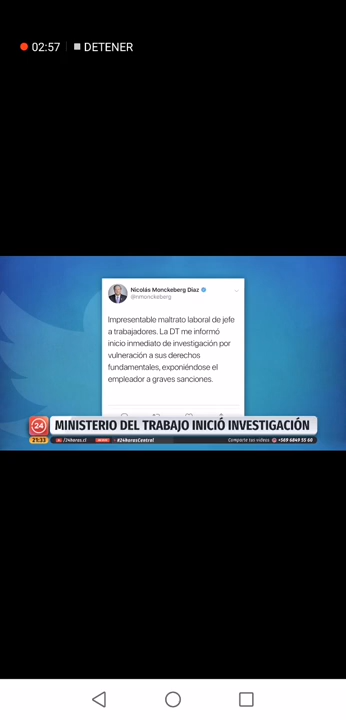 02:57 DETENER
Nicolás Monckeberg Díaz
@nmonckeberg
Impresentable maltrato laboral de jefe
a trabajadores. La DT me informó
inicio inmediato de investigación por
vulneración a sus derechos
fundamentales, exponiéndose el
empleador a graves sanciones.
24 MINISTERIO DEL TRABAJO INICIÓ INVESTIGACIÓN
21:33 /24horas.cl #24horasCentral Comparte tus videos +569 6849 55 60